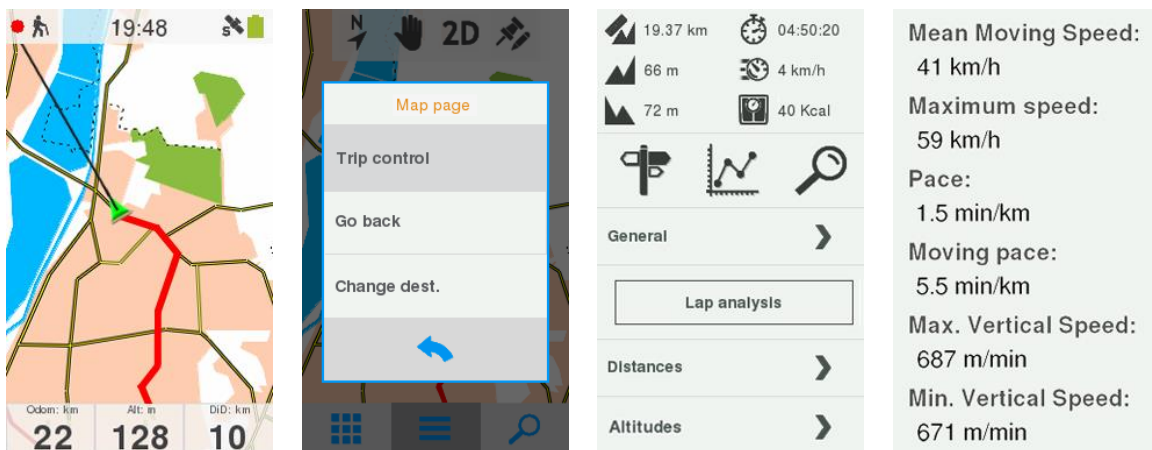 19:48
S
Odom: km
Alt: m
DiD: km
22
128
10
N
2D
Map page
Trip control
Go back
Change dest.
19.37 km
04:50:20
66 m
4 km/h
72 m
40 Kcal
General
Lap analysis
Distances
Altitudes
Mean Moving Speed:
41 km/h
Maximum speed:
59 km/h
Pace:
1.5 min/km
Moving pace:
5.5 min/km
Max. Vertical Speed:
687 m/min
Min. Vertical Speed:
671 m/min